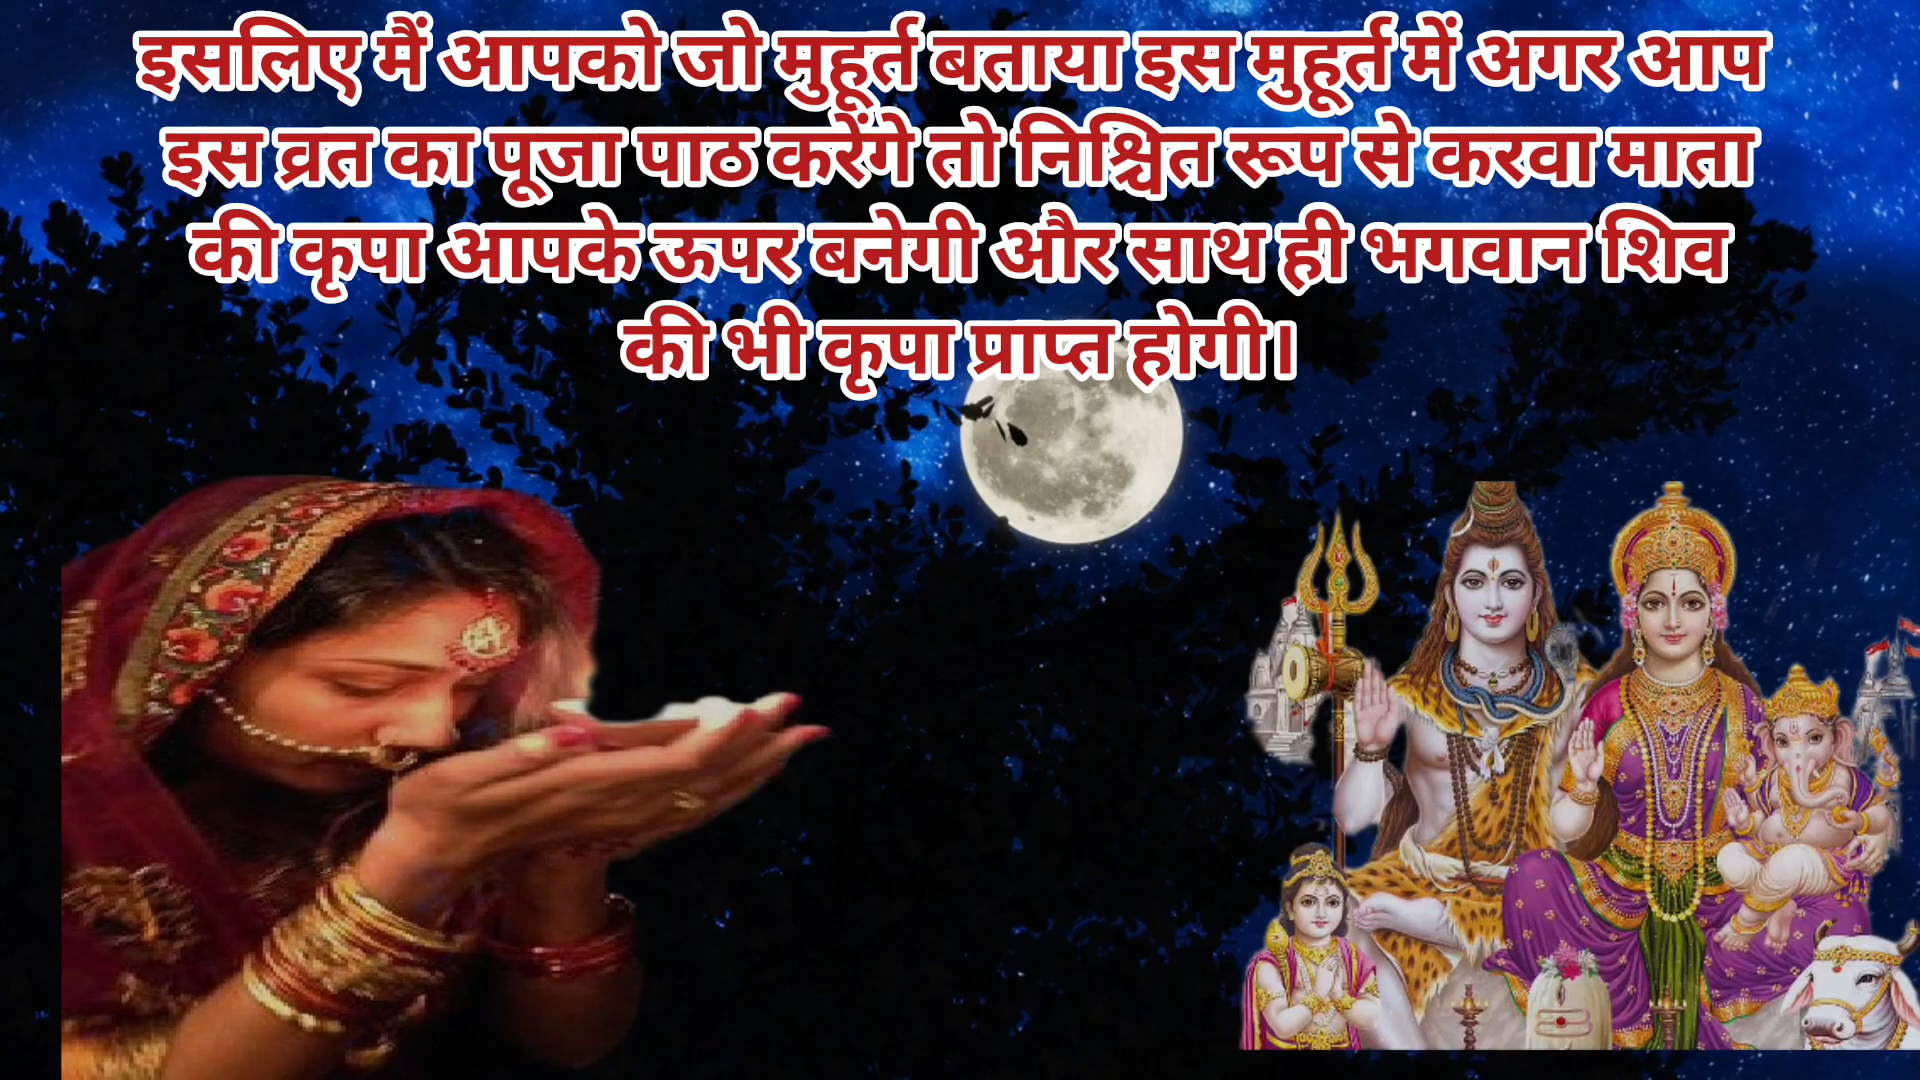 इसलिए मैं आपको जो मुहूर्त बताया इस मुहूर्त में अगर आप
इस व्रत का पूजा पाठ करेंगे तो निश्चित रूप से करवा माता
की कृपा आपके ऊपर बनेगी और साथ ही भगवान शिव
की भी कृपा प्राप्त होगी।